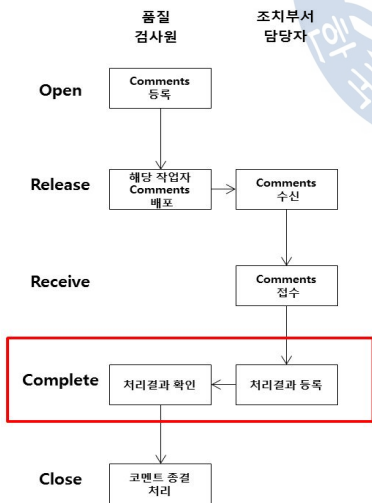 품질
검사원
조치부서
담당자
Open
Comments
등록
Release
해당 작업자
Comments
배포
Comments
수신
Receive
Comments
접수
Complete
처리결과 확인
처리결과 등록
Close
코멘트 종결
처리
한국